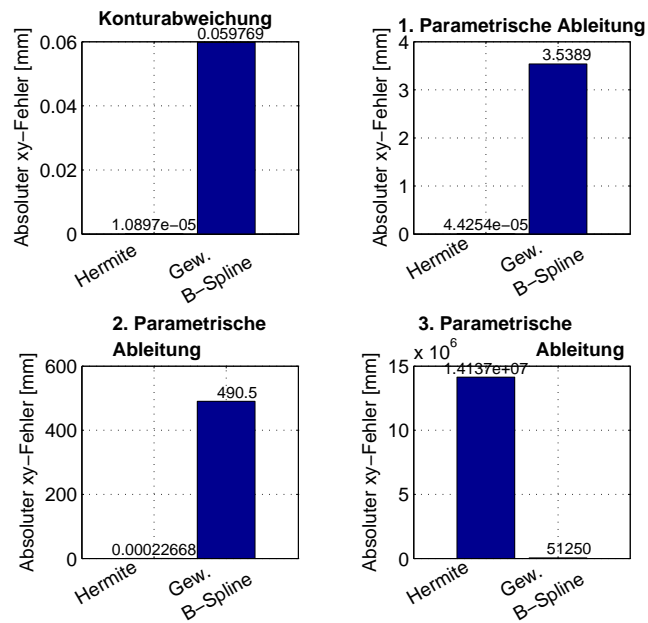 Konturabweichung
Absoluter xy−Fehler [mm]
0.06
0.04
0.02
0
0.059769
1.0897e−05
Hermite
Gew.
B−Spline
1. Parametrische Ableitung
Absoluter xy−Fehler [mm]
4
3
2
1
0
3.5389
4.4254e−05
Hermite
Gew.
B−Spline
2. Parametrische
Ableitung
Absoluter xy−Fehler [mm]
600
400
200
0
490.5
0.00022668
Hermite
Gew.
B−Spline
3. Parametrische
Ableitung
x 10^6
Absoluter xy−Fehler [mm]
15
10
5
0
1.4137e+07
51250
Hermite
Gew.
B−Spline